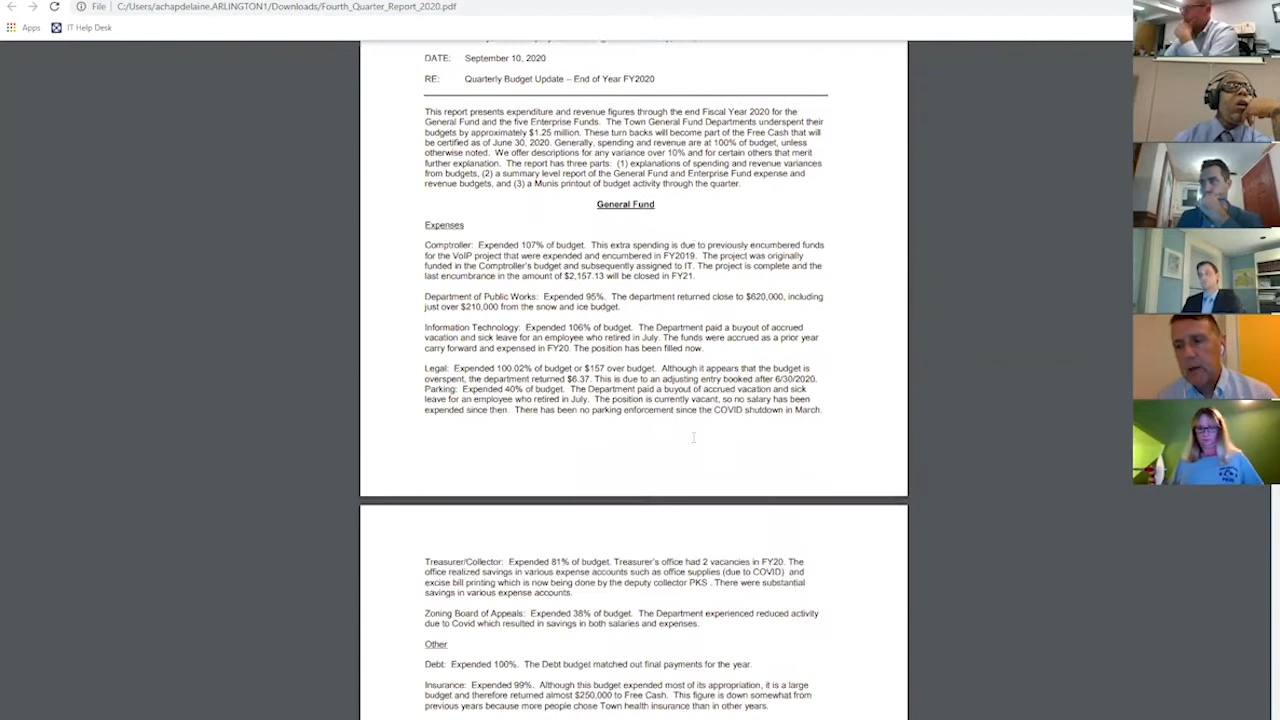 File C:/Users/achapdelaine.ARLINGTON1/Downloads/Fourth_Quarter_Report_2020.pdf
Apps IT Help Desk
DATE: September 10, 2020
RE: Quarterly Budget Update – End of Year FY2020
This report presents expenditure and revenue figures through the end Fiscal Year 2020 for the
General Fund and the five Enterprise Funds. The Town General Fund Departments underspent their
budgets by approximately $1.25 million. These turn backs will become part of the Free Cash that will
be certified as of June 30, 2020. Generally, spending and revenue are at 100% of budget, unless
otherwise noted. We offer descriptions for any variance over 10% and for certain others that merit
further explanation. The report has three parts: (1) explanations of spending and revenue variances
from budgets, (2) a summary level report of the General Fund and Enterprise Fund expense and
revenue budgets, and (3) a Munis printout of budget activity through the quarter.
General Fund
Expenses
Comptroller: Expended 107% of budget. This extra spending is due to previously encumbered funds
for the VoIP project that were expended and encumbered in FY2019. The project was originally
funded in the Comptroller's budget and subsequently assigned to IT. The project is complete and the
last encumbrance in the amount of $2,157.13 will be closed in FY21.
Department of Public Works: Expended 95%. The department returned close to $620,000, including
just over $210,000 from the snow and ice budget.
Information Technology: Expended 106% of budget. The Department paid a buyout of accrued
vacation and sick leave for an employee who retired in July. The funds were accrued as a prior year
carry forward and expensed in FY20. The position has been filled now.
Legal: Expended 100.02% of budget or $157 over budget. Although it appears that the budget is
overspent, the department returned $6.37. This is due to an adjusting entry booked after 6/30/2020.
Parking: Expended 40% of budget. The Department paid a buyout of accrued vacation and sick
leave for an employee who retired in July. The position is currently vacant, so no salary has been
expended since then. There has been no parking enforcement since the COVID shutdown in March.
Treasurer/Collector: Expended 81% of budget. Treasurer's office had 2 vacancies in FY20. The
office realized savings in various expense accounts such as office supplies (due to COVID) and
excise bill printing which is now being done by the deputy collector PKS . There were substantial
savings in various expense accounts.
Zoning Board of Appeals: Expended 38% of budget. The Department experienced reduced activity
due to Covid which resulted in savings in both salaries and expenses.
Other
Debt: Expended 100%. The Debt budget matched out final payments for the year.
Insurance: Expended 99%. Although this budget expended most of its appropriation, it is a large
budget and therefore returned almost $250,000 to Free Cash. This figure is down somewhat from
previous years because more people chose Town health insurance than in other years.